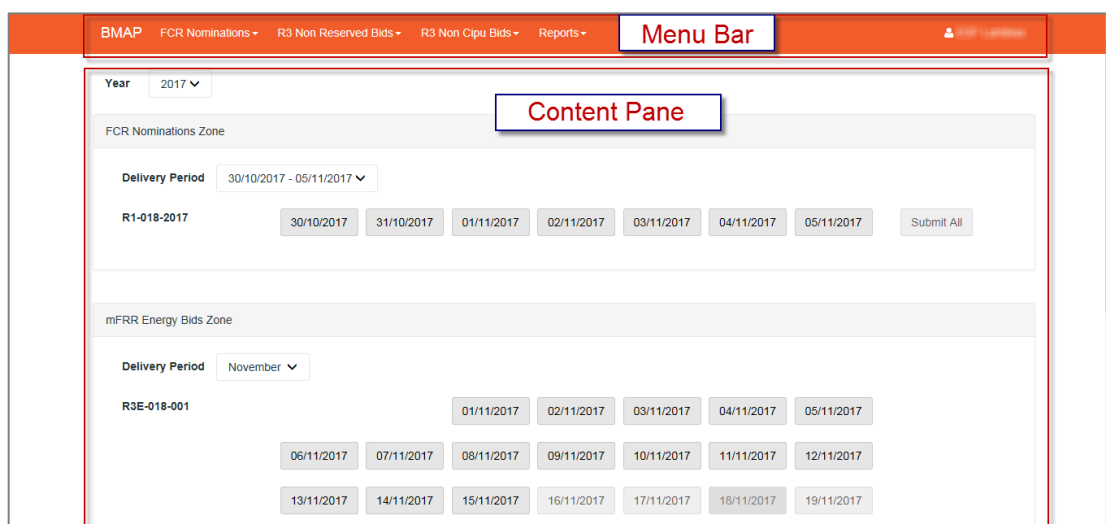 BMAP FCR Nominations R3 Non Reserved Bids R3 Non Cipu Bids Reports Menu Bar
Year 2017
Content Pane
FCR Nominations Zone
Delivery Period 30/10/2017 - 05/11/2017
R1-018-2017 30/10/2017 31/10/2017 01/11/2017 02/11/2017 03/11/2017 04/11/2017 05/11/2017 Submit All
mFRR Energy Bids Zone
Delivery Period November
R3E-018-001 01/11/2017 02/11/2017 03/11/2017 04/11/2017 05/11/2017
06/11/2017 07/11/2017 08/11/2017 09/11/2017 10/11/2017 11/11/2017 12/11/2017
13/11/2017 14/11/2017 15/11/2017 16/11/2017 17/11/2017 18/11/2017 19/11/2017